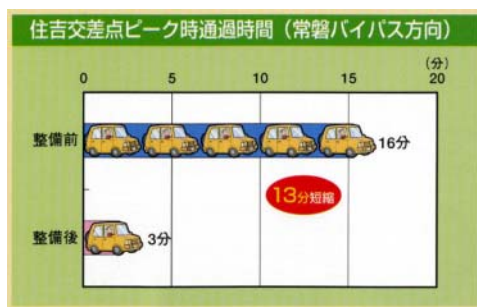 住吉交差点ピーク時通過時間（常磐バイパス方向）
（分）
0 5 10 15 20
整備前 16分
13分短縮
整備後 3分